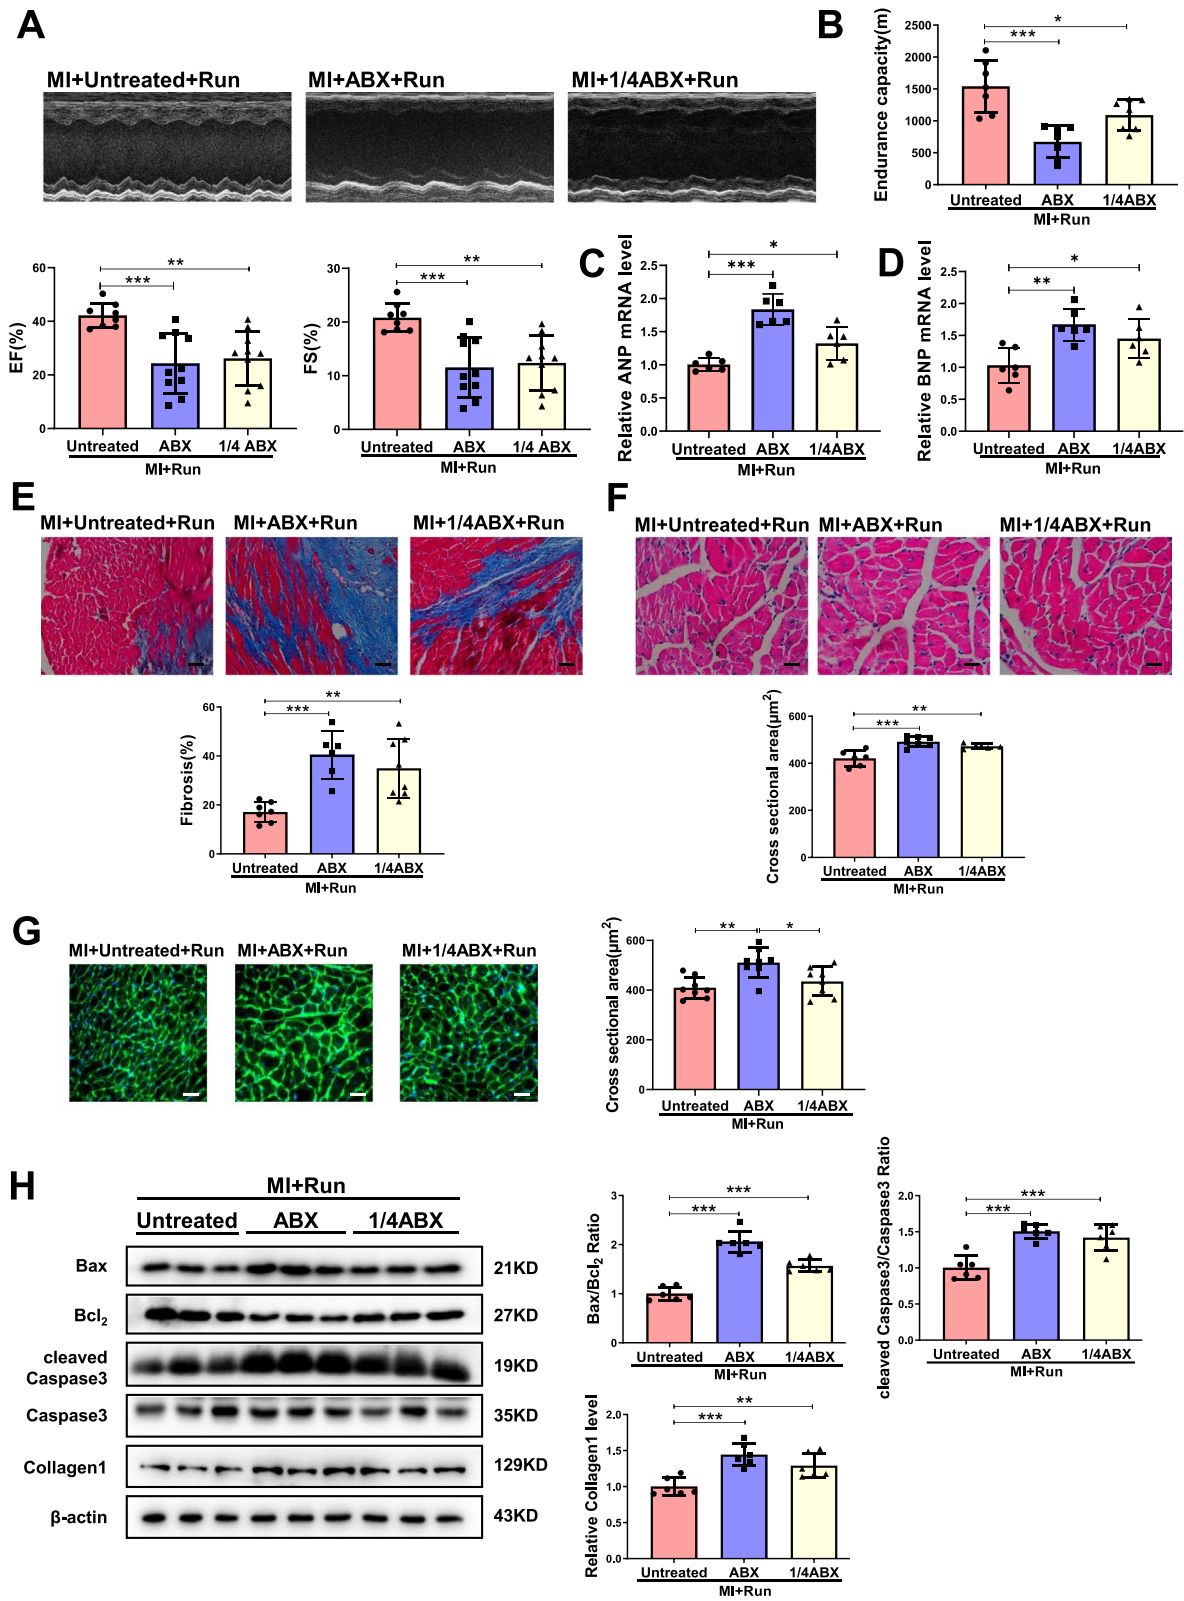 A
MI+Untreated+Run
MI+ABX+Run
MI+1/4ABX+Run
EF(%)
60
40
20
0
***
**
Untreated
ABX
1/4 ABX
MI+Run
FS(%)
30
20
10
0
***
**
Untreated
ABX
1/4 ABX
MI+Run
B
Endurance capacity(m)
2500
2000
1500
1000
500
0
*
***
Untreated
ABX
1/4ABX
MI+Run
C
Relative ANP mRNA level
2.5
2.0
1.5
1.0
0.5
0.0
*
***
Untreated
ABX
1/4ABX
MI+Run
D
Relative BNP mRNA level
2.5
2.0
1.5
1.0
0.5
0.0
*
**
Untreated
ABX
1/4ABX
MI+Run
E
MI+Untreated+Run
MI+ABX+Run
MI+1/4ABX+Run
Fibrosis(%)
60
40
20
0
**
***
Untreated
ABX
1/4ABX
MI+Run
F
MI+Untreated+Run
MI+ABX+Run
MI+1/4ABX+Run
Cross sectional area(μm²)
600
400
200
0
**
***
Untreated
ABX
1/4ABX
MI+Run
G
MI+Untreated+Run
MI+ABX+Run
MI+1/4ABX+Run
Cross sectional area(μm²)
600
400
200
0
**
*
Untreated
ABX
1/4ABX
MI+Run
H
MI+Run
Untreated
ABX
1/4ABX
Bax
21KD
Bcl₂
27KD
cleaved
Caspase3
19KD
Caspase3
35KD
Collagen1
129KD
β-actin
43KD
Bax/Bcl₂ Ratio
3
2
1
0
***
***
Untreated
ABX
1/4ABX
MI+Run
cleaved Caspase3/Caspase3 Ratio
2.0
1.5
1.0
0.5
0.0
***
***
Untreated
ABX
1/4ABX
MI+Run
Relative Collagen1 level
2.0
1.5
1.0
0.5
0.0
**
***
Untreated
ABX
1/4ABX
MI+Run